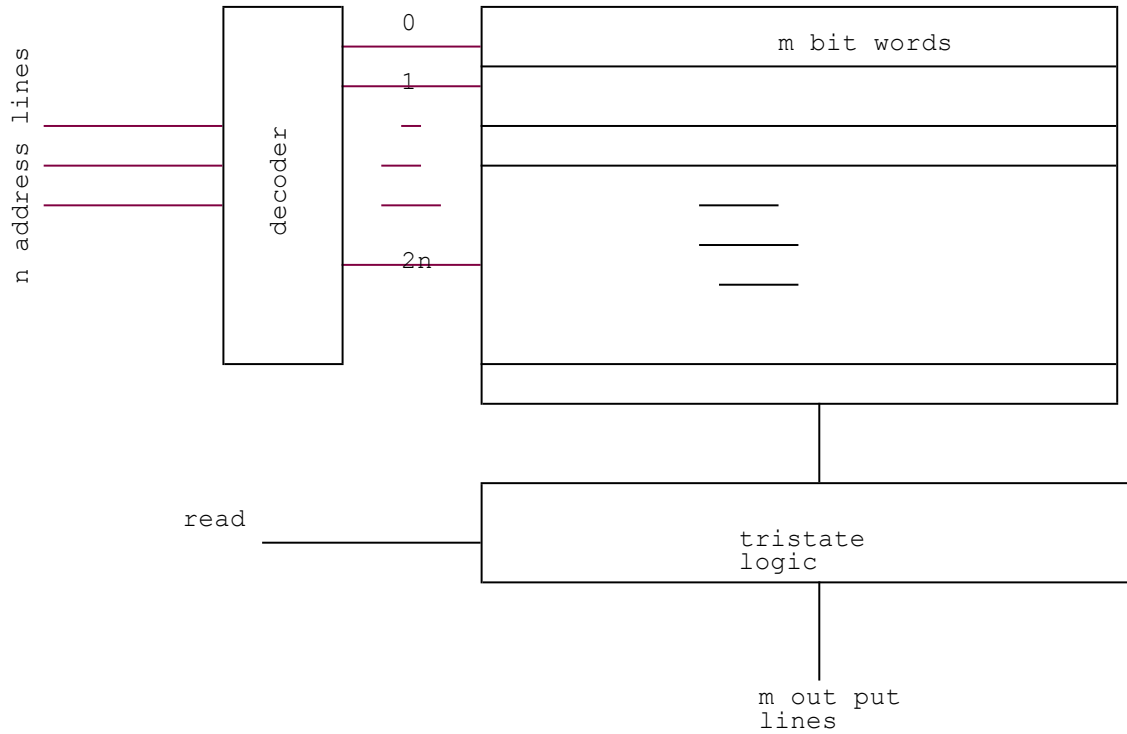 n address lines
decoder
0
1
2n
m bit words
read
tristate
logic
m out put
lines